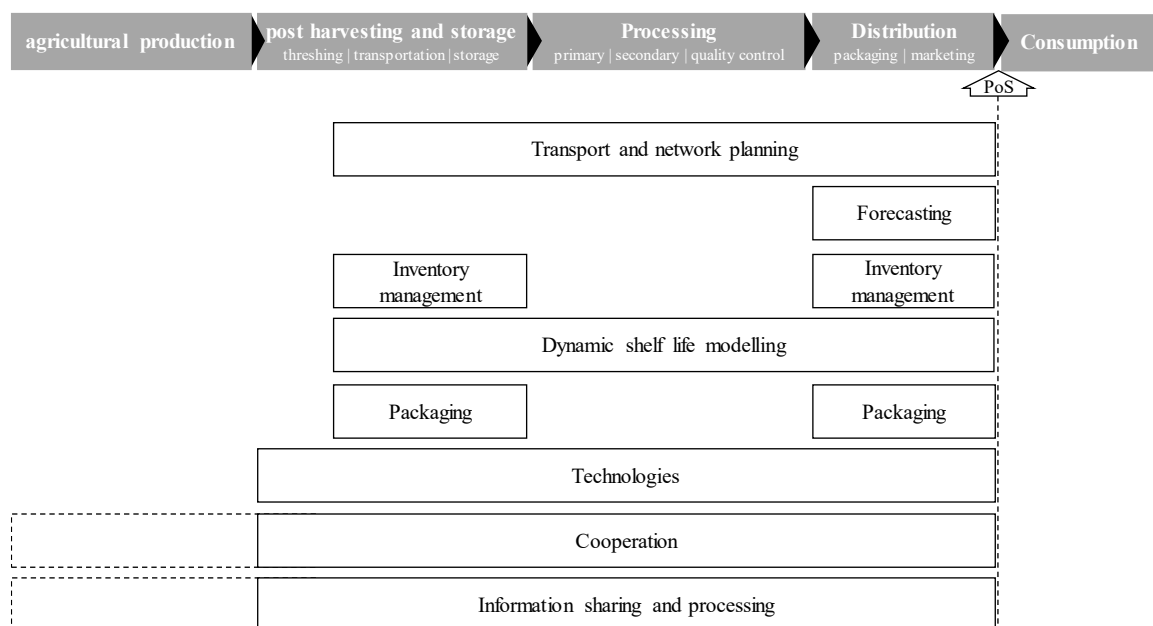 agricultural production
post harvesting and storage
threshing | transportation | storage
Processing
primary | secondary | quality control
Distribution
packaging | marketing
Consumption
PoS
Transport and network planning
Forecasting
Inventory
management
Inventory
management
Dynamic shelf life modelling
Packaging
Packaging
Technologies
Cooperation
Information sharing and processing